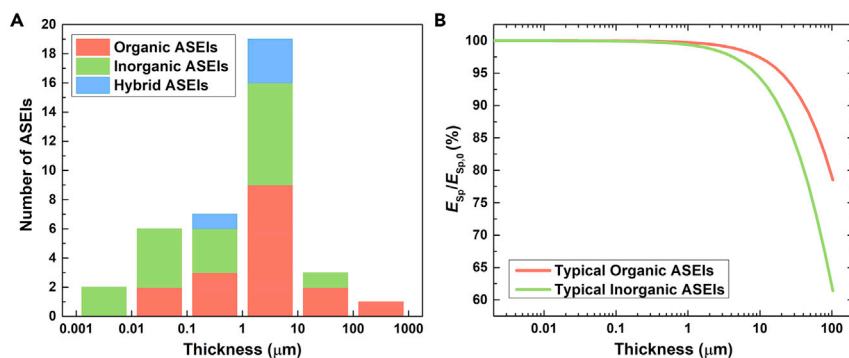 A
Organic ASEIs
Inorganic ASEIs
Hybrid ASEIs
Number of ASEIs
20
18
16
14
12
10
8
6
4
2
0
0.001 0.01 0.1 1 10 100 1000
Thickness (μm)
B
E_Sp/E_Sp,0 (%)
100
95
90
85
80
75
70
65
60
Typical Organic ASEIs
Typical Inorganic ASEIs
0.01 0.1 1 10 100
Thickness (μm)